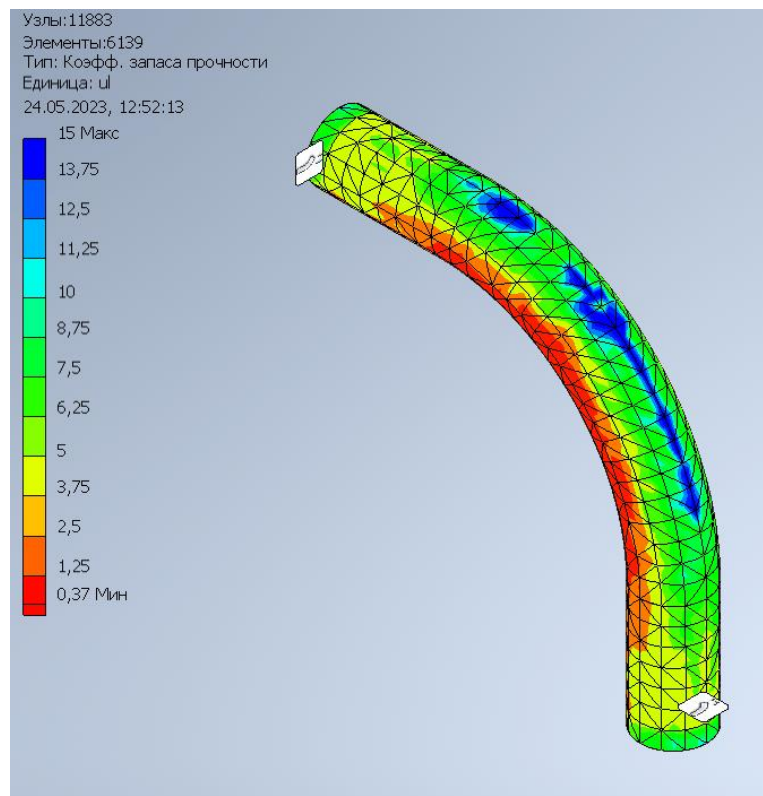 Узлы:11883
Элементы:6139
Тип: Коэфф. запаса прочности
Единица: ul
24.05.2023, 12:52:13
15 Макс
13,75
12,5
11,25
10
8,75
7,5
6,25
5
3,75
2,5
1,25
0,37 Мин